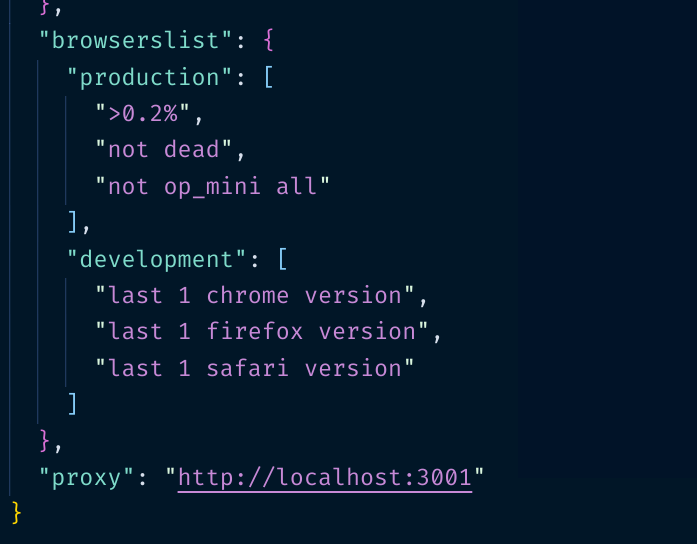 },
"browserslist": {
"production": [
">0.2%",
"not dead",
"not op_mini all"
],
"development": [
"last 1 chrome version",
"last 1 firefox version",
"last 1 safari version"
]
},
"proxy": "http://localhost:3001"
}